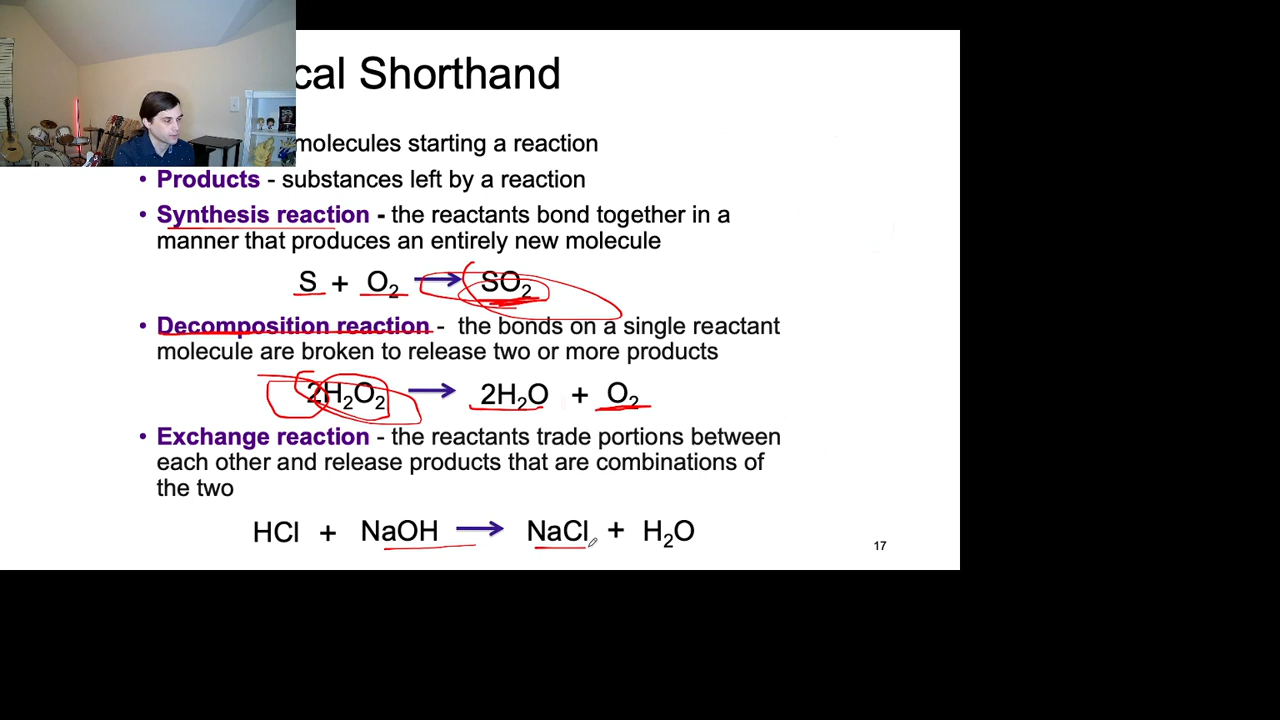 cal Shorthand
molecules starting a reaction
• Products - substances left by a reaction
• Synthesis reaction - the reactants bond together in a
manner that produces an entirely new molecule
S + O₂ → SO₂
• Decomposition reaction - the bonds on a single reactant
molecule are broken to release two or more products
2H₂O₂ → 2H₂O + O₂
• Exchange reaction - the reactants trade portions between
each other and release products that are combinations of
the two
HCl + NaOH → NaCl + H₂O
17